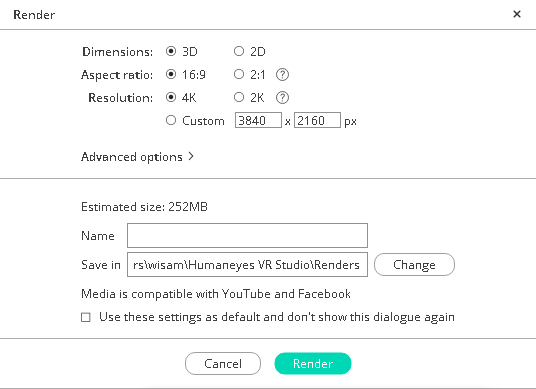 Render ×
Dimensions: 3D 2D
Aspect ratio: 16:9 2:1 ?
Resolution: 4K 2K ?
Custom 3840 x 2160 px
Advanced options >
Estimated size: 252MB
Name
Save in rs\wisam\Humaneyes VR Studio\Renders Change
Media is compatible with YouTube and Facebook
Use these settings as default and don't show this dialogue again
Cancel Render